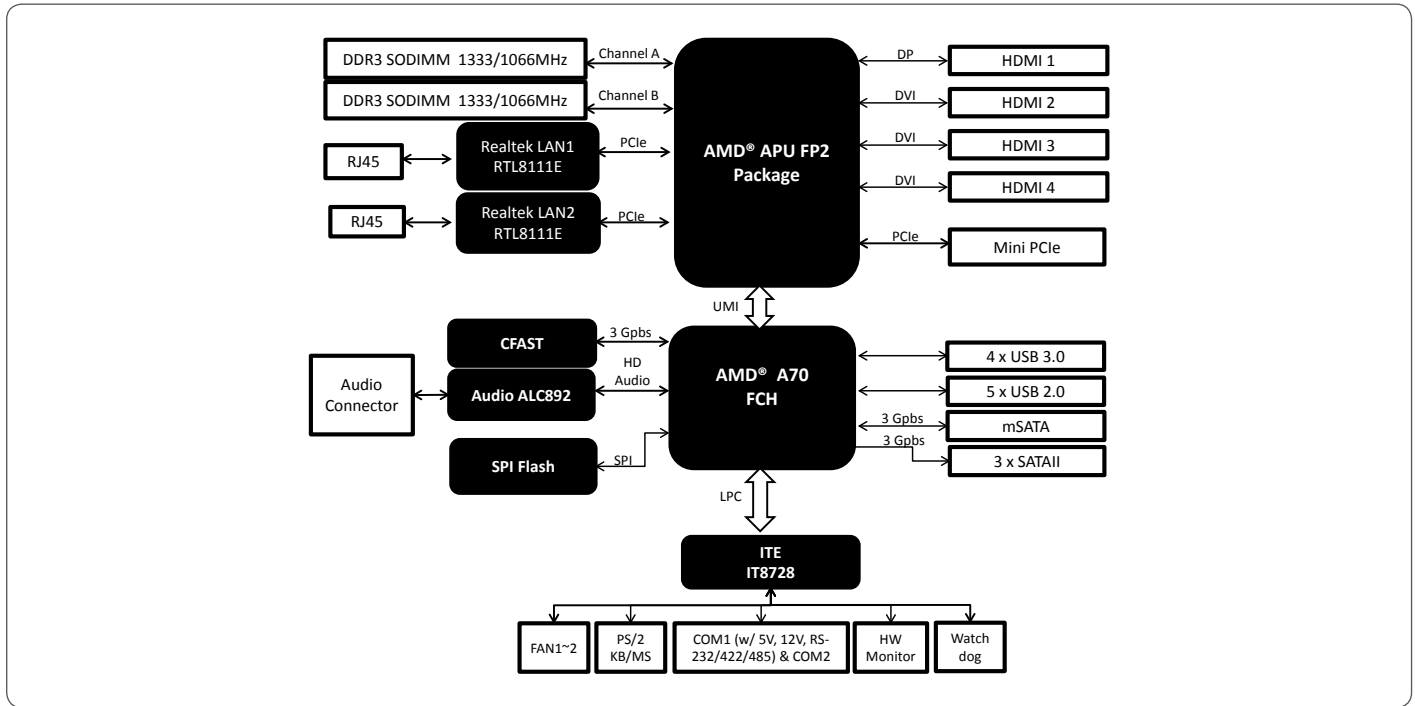 DDR3 SODIMM 1333/1066MHz
Channel A
DP
HDMI 1
DDR3 SODIMM 1333/1066MHz
Channel B
DVI
HDMI 2
RJ45
Realtek LAN1
RTL8111E
PCIe
AMD® APU FP2
Package
DVI
HDMI 3
DVI
HDMI 4
RJ45
Realtek LAN2
RTL8111E
PCIe
PCIe
Mini PCIe
UMI
CFAST
3 Gpbs
4 x USB 3.0
Audio
Connector
Audio ALC892
HD
Audio
AMD® A70
FCH
5 x USB 2.0
3 Gpbs
mSATA
3 Gpbs
3 x SATAII
SPI Flash
SPI
LPC
ITE
IT8728
FAN1~2
PS/2
KB/MS
COM1 (w/ 5V, 12V, RS-
232/422/485) & COM2
HW
Monitor
Watch
dog